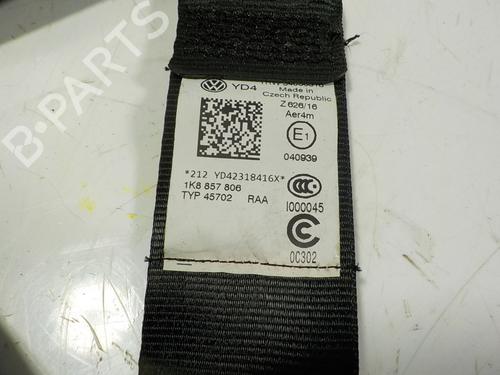 YD4
Made in
Czech Republic
Z 626/16
Aer4m
E1
040939
*212 YD42318416X*
1K8 857 806
TYP 45702 RAA
I000045
0C302
B-PARTS